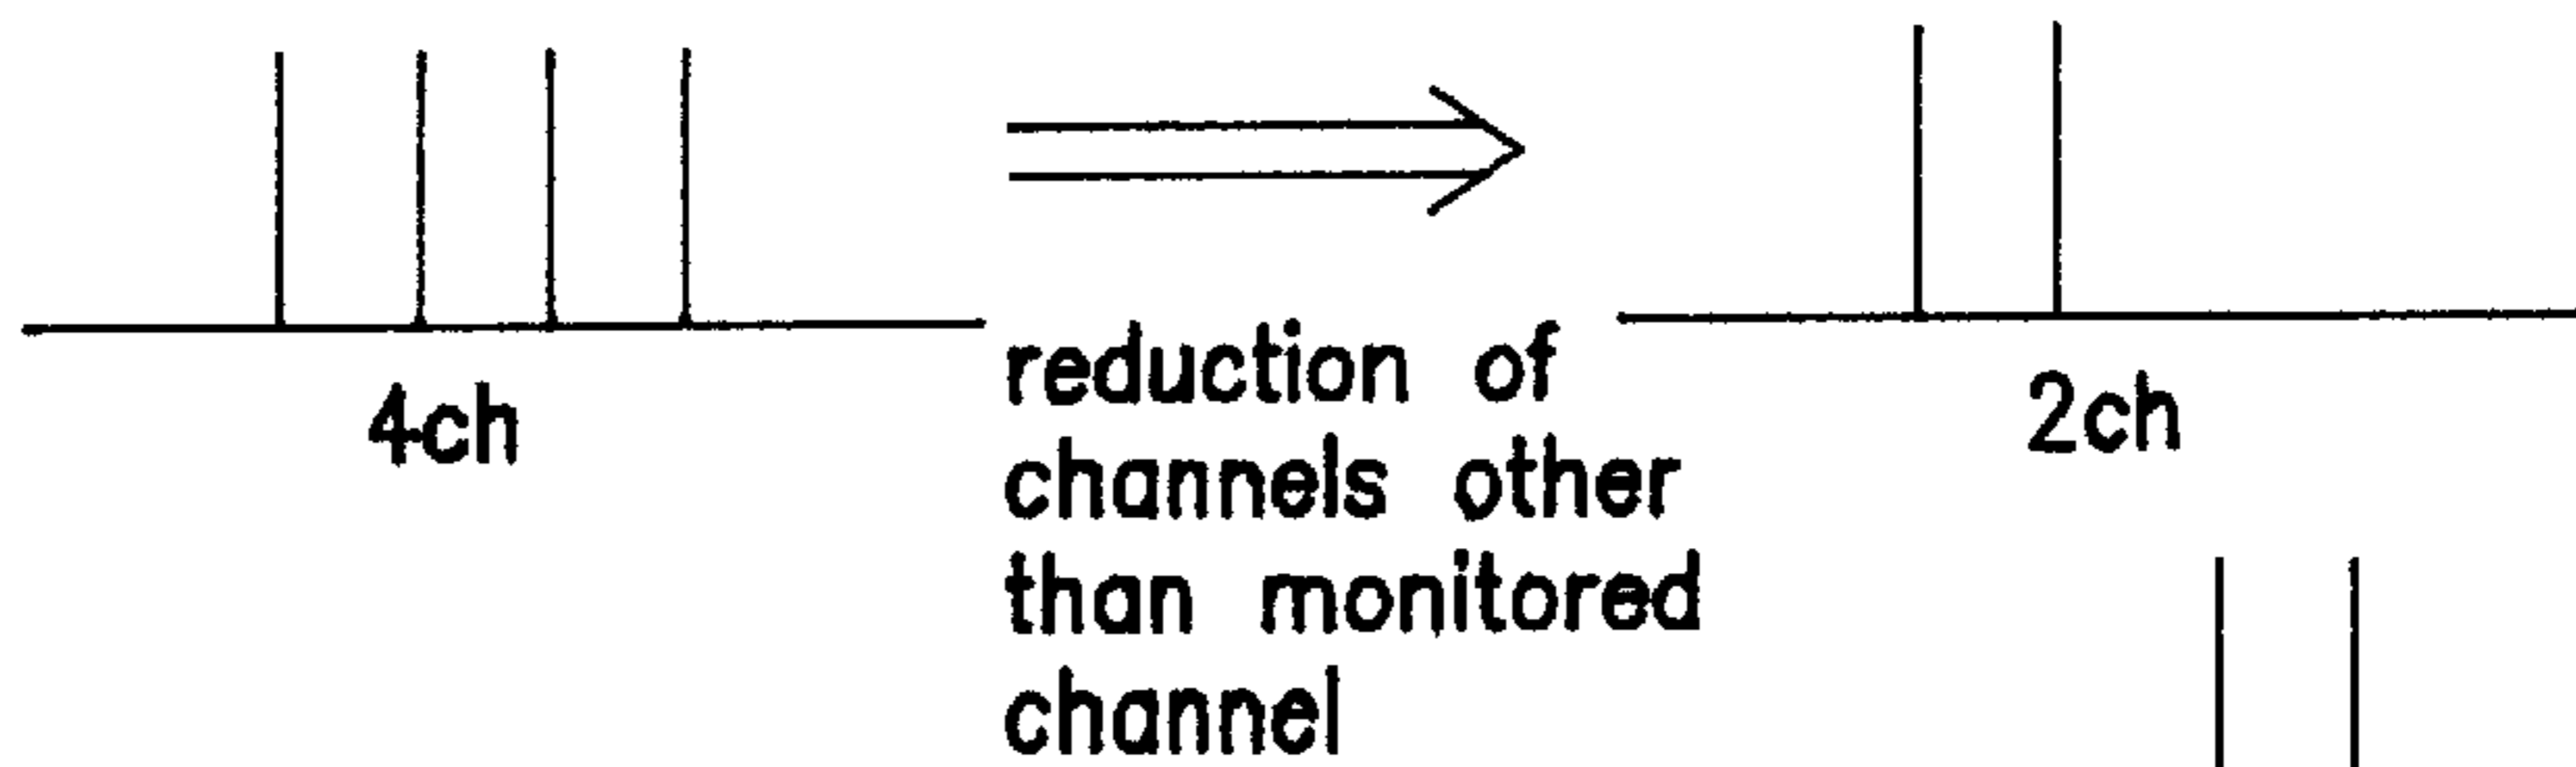 4ch
reduction of
channels other
than monitored
channel
2ch